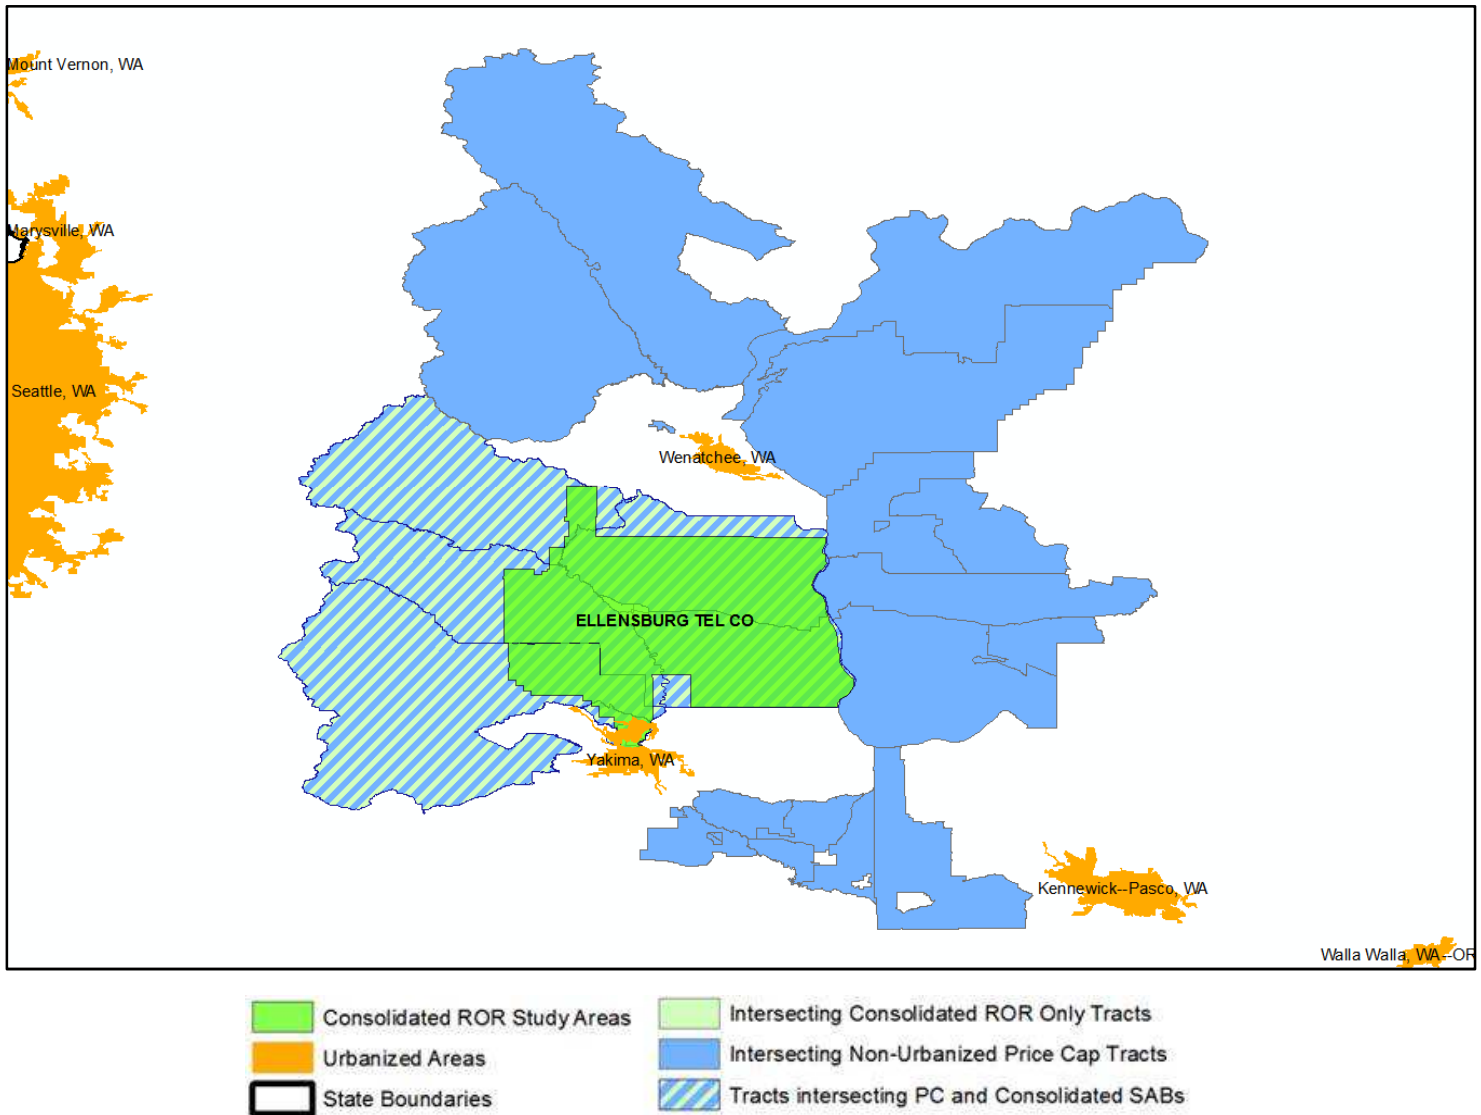 Mount Vernon, WA
Marysville, WA
Seattle, WA
Wenatchee, WA
ELLENSBURG TEL CO
Yakima, WA
Kennewick--Pasco, WA
Walla Walla, WA--OR
Consolidated ROR Study Areas
Urbanized Areas
State Boundaries
Intersecting Consolidated ROR Only Tracts
Intersecting Non-Urbanized Price Cap Tracts
Tracts intersecting PC and Consolidated SABs